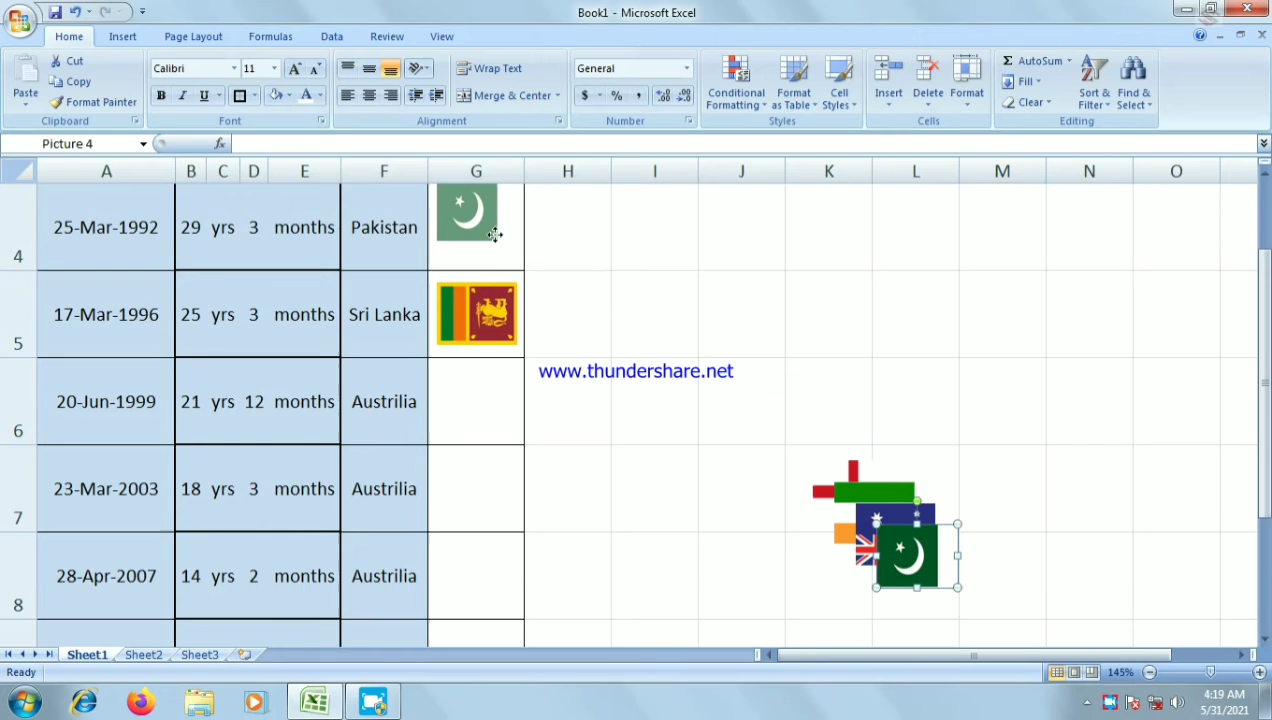 Book1 - Microsoft Excel
Home Insert Page Layout Formulas Data Review View
Cut
Calibri 11 A A
Wrap Text
General
AutoSum
Copy
Fill
Paste
Format Painter
B I U A
Merge & Center
$ % , .0 .00 .00 .0
Conditional Formatting
Format as Table
Cell Styles
Insert Delete Format
Clear
Sort & Filter
Find & Select
Clipboard Font Alignment Number Styles Cells Editing
Picture 4 fx
A B C D E F G H I J K L M N O
4 25-Mar-1992 29 yrs 3 months Pakistan
5 17-Mar-1996 25 yrs 3 months Sri Lanka
www.thundershare.net
6 20-Jun-1999 21 yrs 12 months Austrilia
7 23-Mar-2003 18 yrs 3 months Austrilia
8 28-Apr-2007 14 yrs 2 months Austrilia
Sheet1 Sheet2 Sheet3
Ready 145%
4:19 AM
5/31/2021